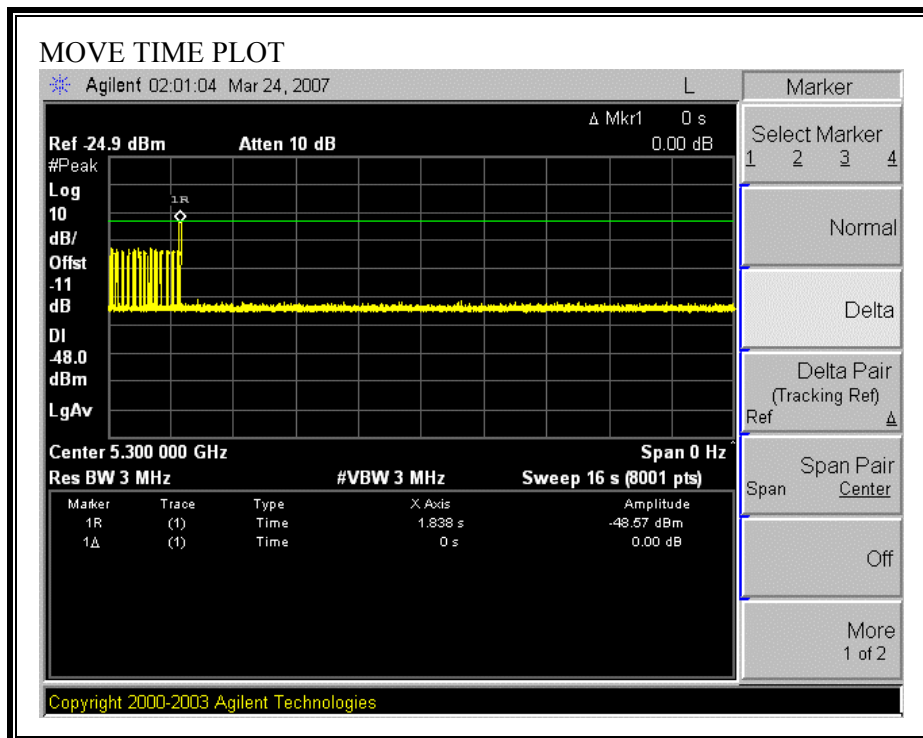 MOVE TIME PLOT
Agilent 02:01:04 Mar 24, 2007 L
Δ Mkr1 0 s
Ref -24.9 dBm Atten 10 dB 0.00 dB
#Peak
Log
10
dB/
Offst
-11
dB
DI
-48.0
dBm
LgAv
1R
Center 5.300 000 GHz Span 0 Hz
Res BW 3 MHz #VBW 3 MHz Sweep 16 s (8001 pts)
Marker Trace Type X Axis Amplitude
1R (1) Time 1.838 s -48.57 dBm
1Δ (1) Time 0 s 0.00 dB
Copyright 2000-2003 Agilent Technologies
Marker
Select Marker
1 2 3 4
Normal
Delta
Delta Pair
(Tracking Ref)
Ref Δ
Span Pair
Span Center
Off
More
1 of 2